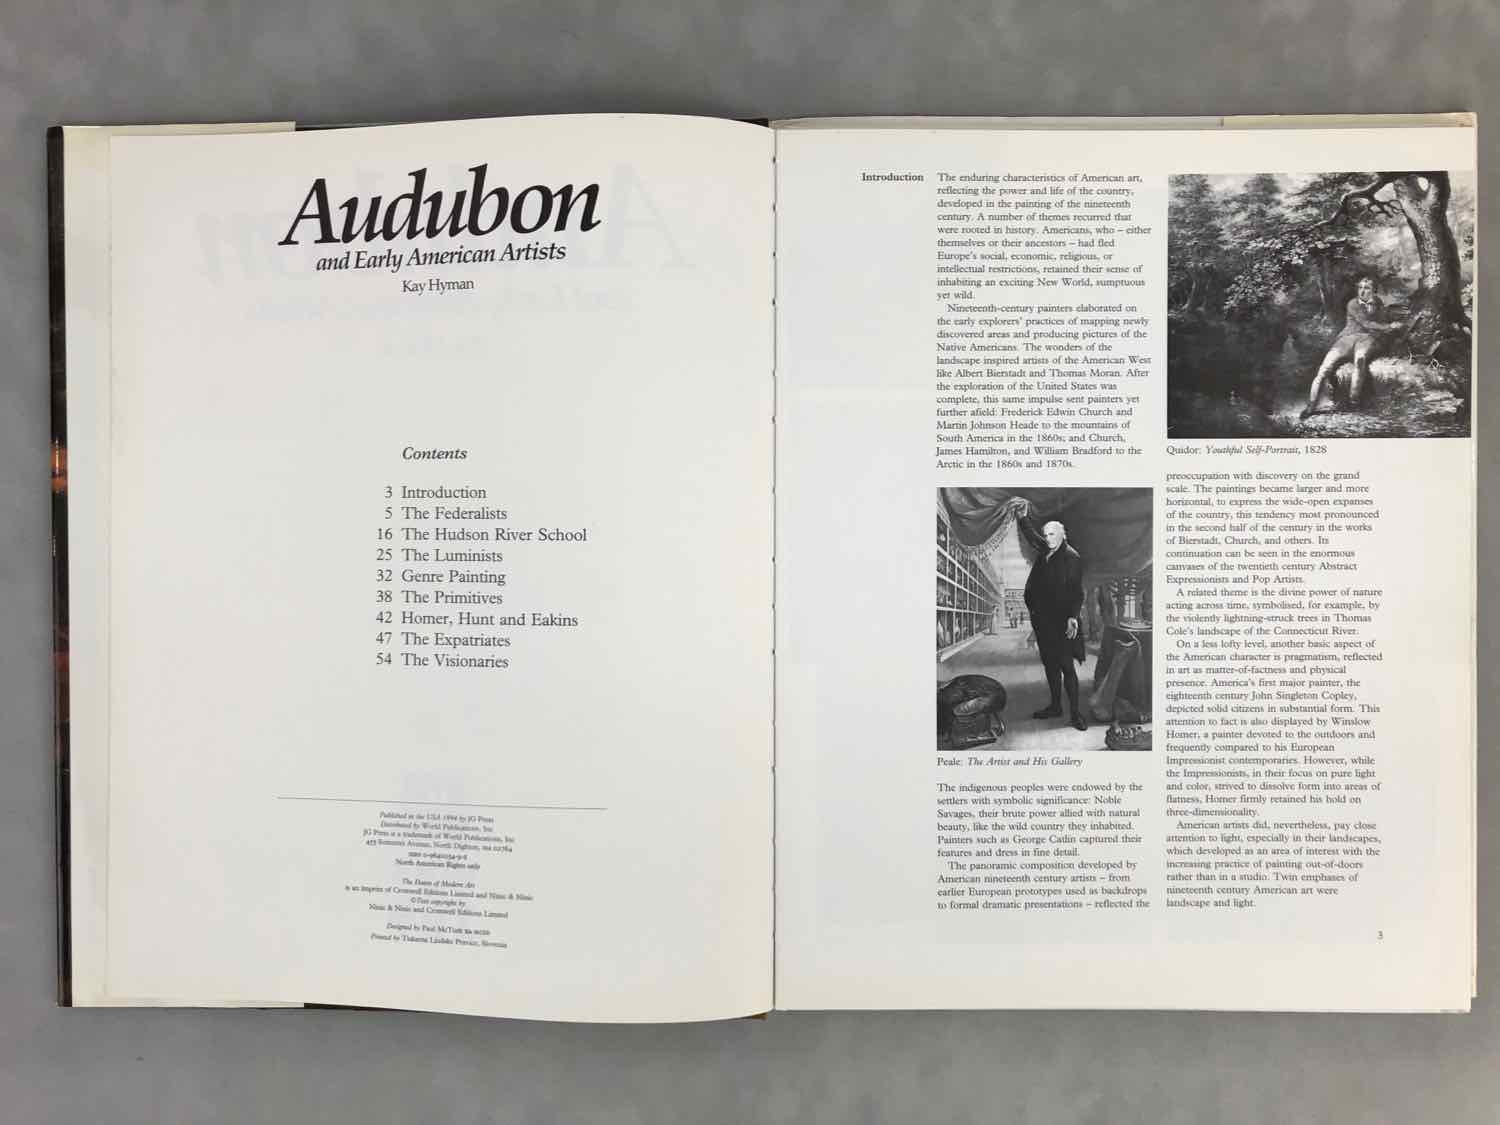 Audubon
and Early American Artists
Kay Hyman
Contents
3 Introduction
5 The Federalists
16 The Hudson River School
25 The Luminists
32 Genre Painting
38 The Primitives
42 Homer, Hunt and Eakins
47 The Expatriates
54 The Visionaries
Published in the USA 1994 by JG Press
Distributed by World Publications, Inc
JG Press is a trademark of World Publications, Inc
455 Somerset Avenue, North Dighton, MA 02764
North American Rights only
The Dawn of Modern Art
is an imprint of Cromwell Editions Limited and Ninic & Ninic
©Text copyright by
Ninic & Ninic and Cromwell Editions Limited
Designed by Paul McTurk
Printed by Tiskarna Ljudske Pravice, Slovenia
Introduction
The enduring characteristics of American art,
reflecting the power and life of the country,
developed in the painting of the nineteenth
century. A number of themes recurred that
were rooted in history. Americans, who – either
themselves or their ancestors – had fled
Europe's social, economic, religious, or
intellectual restrictions, retained their sense of
inhabiting an exciting New World, sumptuous
yet wild.
Nineteenth-century painters elaborated on
the early explorers' practices of mapping newly
discovered areas and producing pictures of the
Native Americans. The wonders of the
landscape inspired artists of the American West
like Albert Bierstadt and Thomas Moran. After
the exploration of the United States was
complete, this same impulse sent painters yet
further afield: Frederick Edwin Church and
Martin Johnson Heade to the mountains of
South America in the 1860s; and Church,
James Hamilton, and William Bradford to the
Arctic in the 1860s and 1870s.
Peale: The Artist and His Gallery
The indigenous peoples were endowed by the
settlers with symbolic significance: Noble
Savages, their brute power allied with natural
beauty, like the wild country they inhabited.
Painters such as George Catlin captured their
features and dress in fine detail.
The panoramic composition developed by
American nineteenth century artists – from
earlier European prototypes used as backdrops
to formal dramatic presentations – reflected the
Quidor: Youthful Self-Portrait, 1828
preoccupation with discovery on the grand
scale. The paintings became larger and more
horizontal, to express the wide-open expanses
of the country, this tendency most pronounced
in the second half of the century in the works
of Bierstadt, Church, and others. Its
continuation can be seen in the enormous
canvases of the twentieth century Abstract
Expressionists and Pop Artists.
A related theme is the divine power of nature
acting across time, symbolised, for example, by
the violently lightning-struck trees in Thomas
Cole's landscape of the Connecticut River.
On a less lofty level, another basic aspect of
the American character is pragmatism, reflected
in art as matter-of-factness and physical
presence. America's first major painter, the
eighteenth century John Singleton Copley,
depicted solid citizens in substantial form. This
attention to fact is also displayed by Winslow
Homer, a painter devoted to the outdoors and
frequently compared to his European
Impressionist contemporaries. However, while
the Impressionists, in their focus on pure light
and color, strived to dissolve form into areas of
flatness, Homer firmly retained his hold on
three-dimensionality.
American artists did, nevertheless, pay close
attention to light, especially in their landscapes,
which developed as an area of interest with the
increasing practice of painting out-of-doors
rather than in a studio. Twin emphases of
nineteenth century American art were
landscape and light.
3